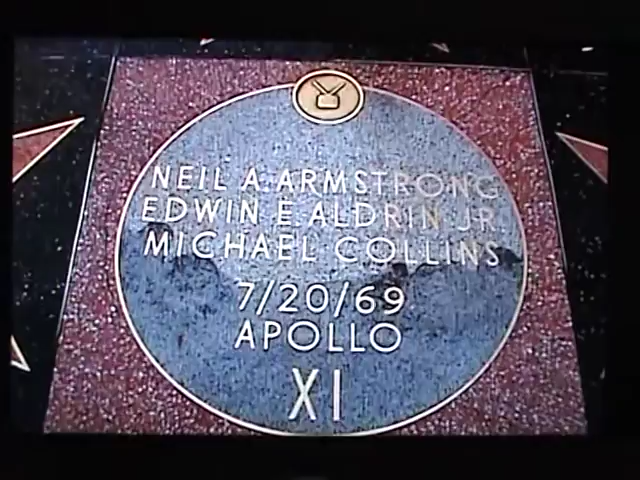 NEIL A. ARMSTRONG
EDWIN E. ALDRIN JR.
MICHAEL COLLINS
7/20/69
APOLLO
XI